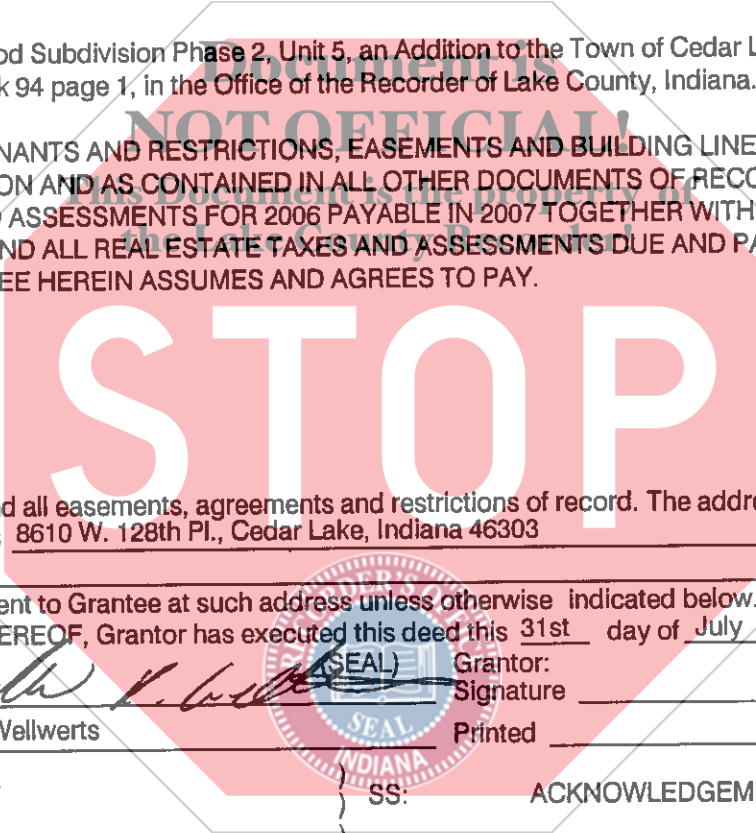 od Subdivision Phase 2, Unit 5, an Addition to the Town of Cedar L
k 94 page 1, in the Office of the Recorder of Lake County, Indiana.
Document is
NOT OFFICIAL!
This Document is the property of
the Lake County Recorder!
NANTS AND RESTRICTIONS, EASEMENTS AND BUILDING LINE
ON AND AS CONTAINED IN ALL OTHER DOCUMENTS OF RECO
ASSESSMENTS FOR 2006 PAYABLE IN 2007 TOGETHER WITH
ND ALL REAL ESTATE TAXES AND ASSESSMENTS DUE AND PA
EE HEREIN ASSUMES AND AGREES TO PAY.
STOP
d all easements, agreements and restrictions of record. The addre
8610 W. 128th Pl., Cedar Lake, Indiana 46303
ent to Grantee at such address unless otherwise indicated below.
EREOF, Grantor has executed this deed this 31st day of July
(SEAL) Grantor:
Signature
Wellwerts Printed
RECORDER'S
SEAL
INDIANA
SS: ACKNOWLEDGEM